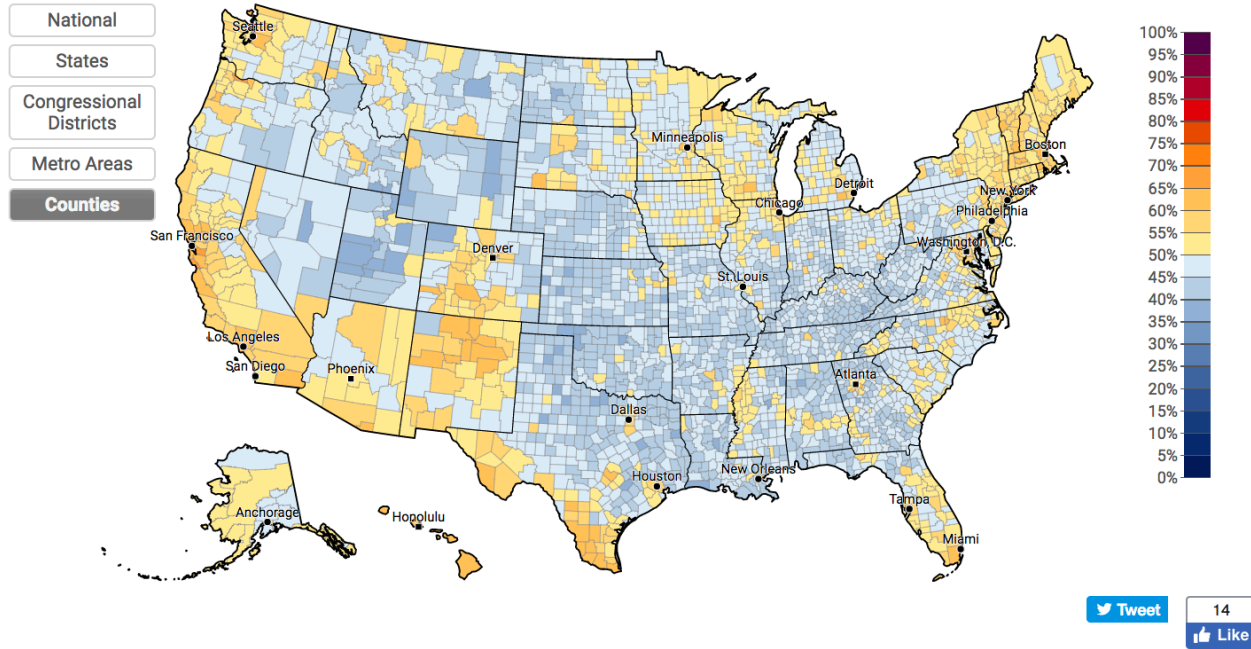 National
States
Congressional
Districts
Metro Areas
Counties
Seattle
Minneapolis
Boston
Detroit
New York
Chicago
Philadelphia
San Francisco
Denver
Washington, D.C.
St. Louis
Los Angeles
San Diego
Phoenix
Atlanta
Dallas
Houston
New Orleans
Tampa
Anchorage
Honolulu
Miami
100%
95%
90%
85%
80%
75%
70%
65%
60%
55%
50%
45%
40%
35%
30%
25%
20%
15%
10%
5%
0%
Tweet
14
Like